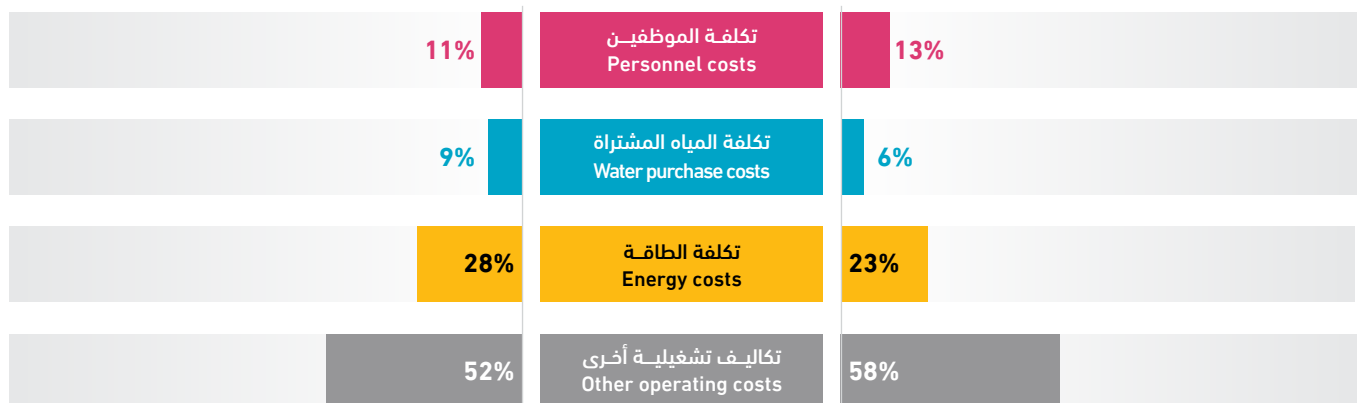 11%
تكلفة الموظفين
Personnel costs
13%
9%
تكلفة المياه المشتراة
Water purchase costs
6%
28%
تكلفة الطاقة
Energy costs
23%
52%
تكاليف تشغيلية أخرى
Other operating costs
58%